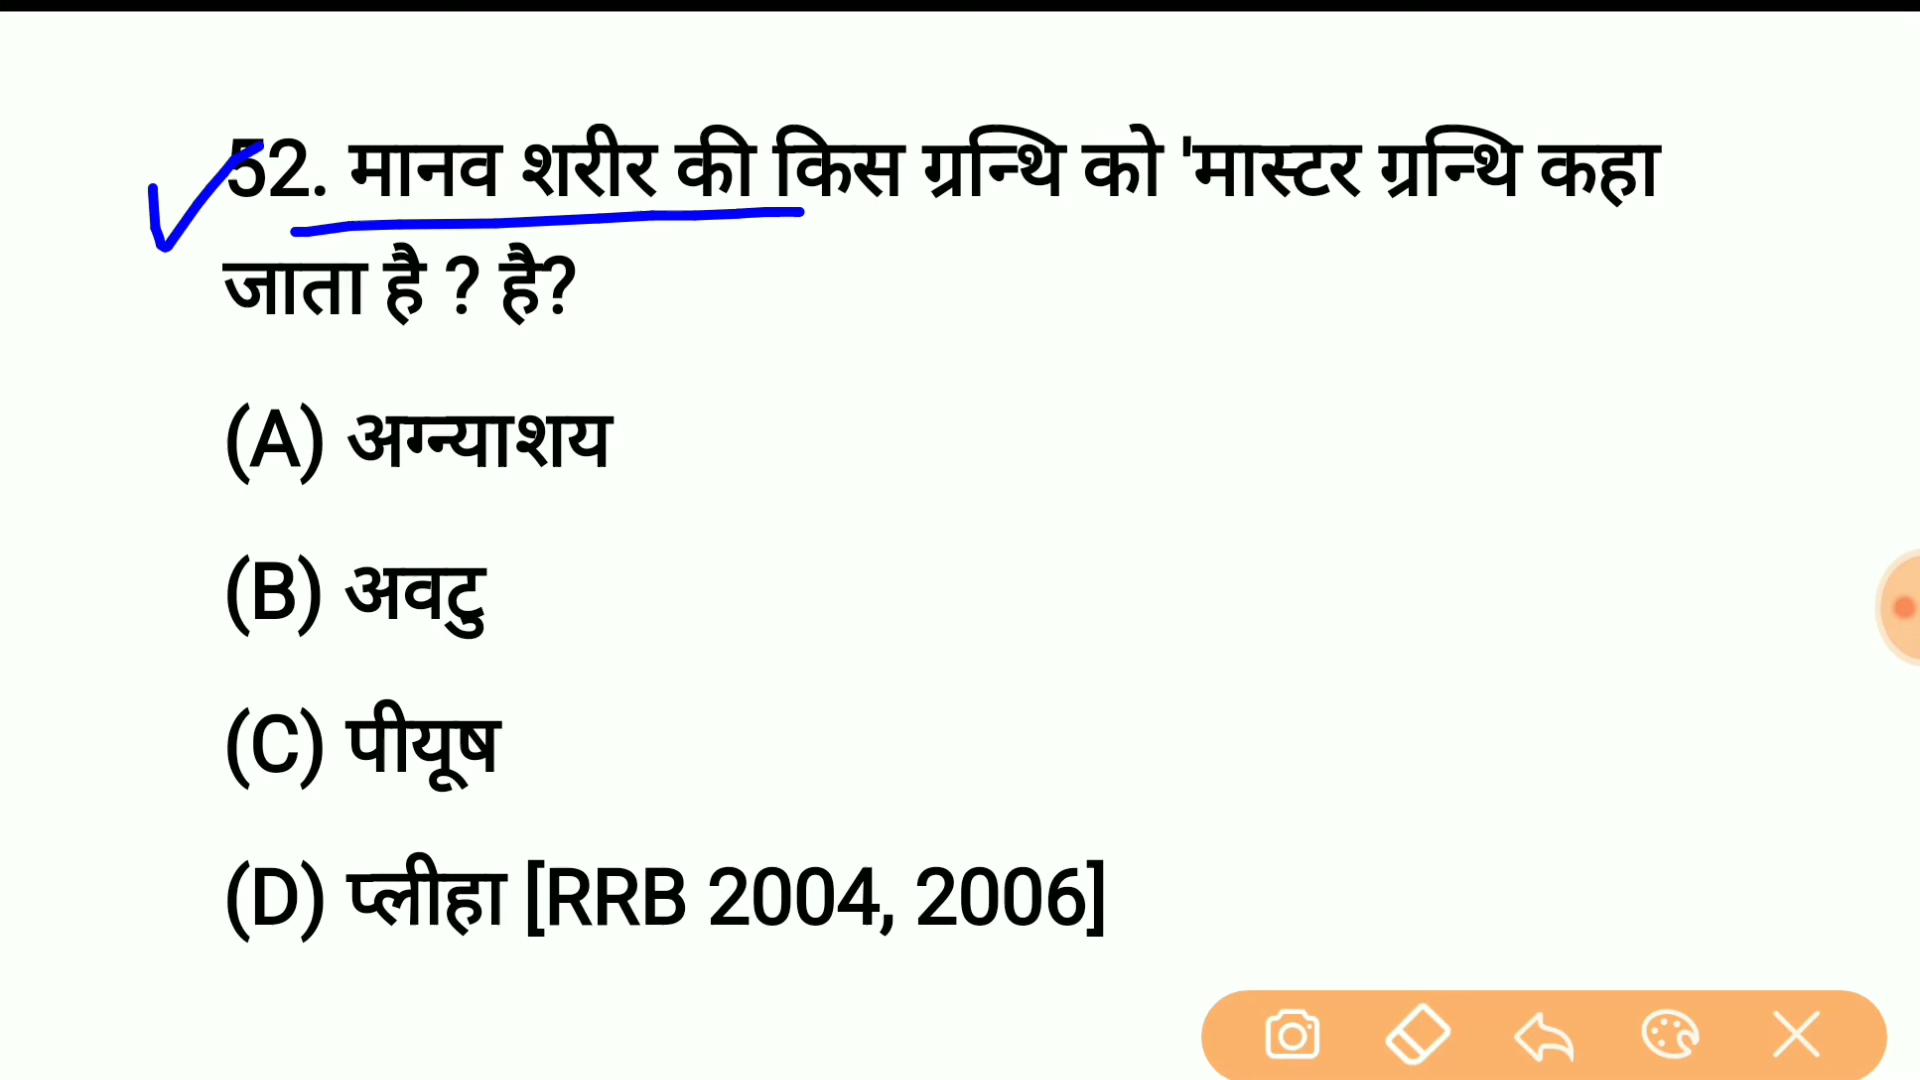 52. मानव शरीर की किस ग्रन्थि को 'मास्टर ग्रन्थि कहा
जाता है ? है?
(A) अग्न्याशय
(B) अवटु
(C) पीयूष
(D) प्लीहा [RRB 2004, 2006]